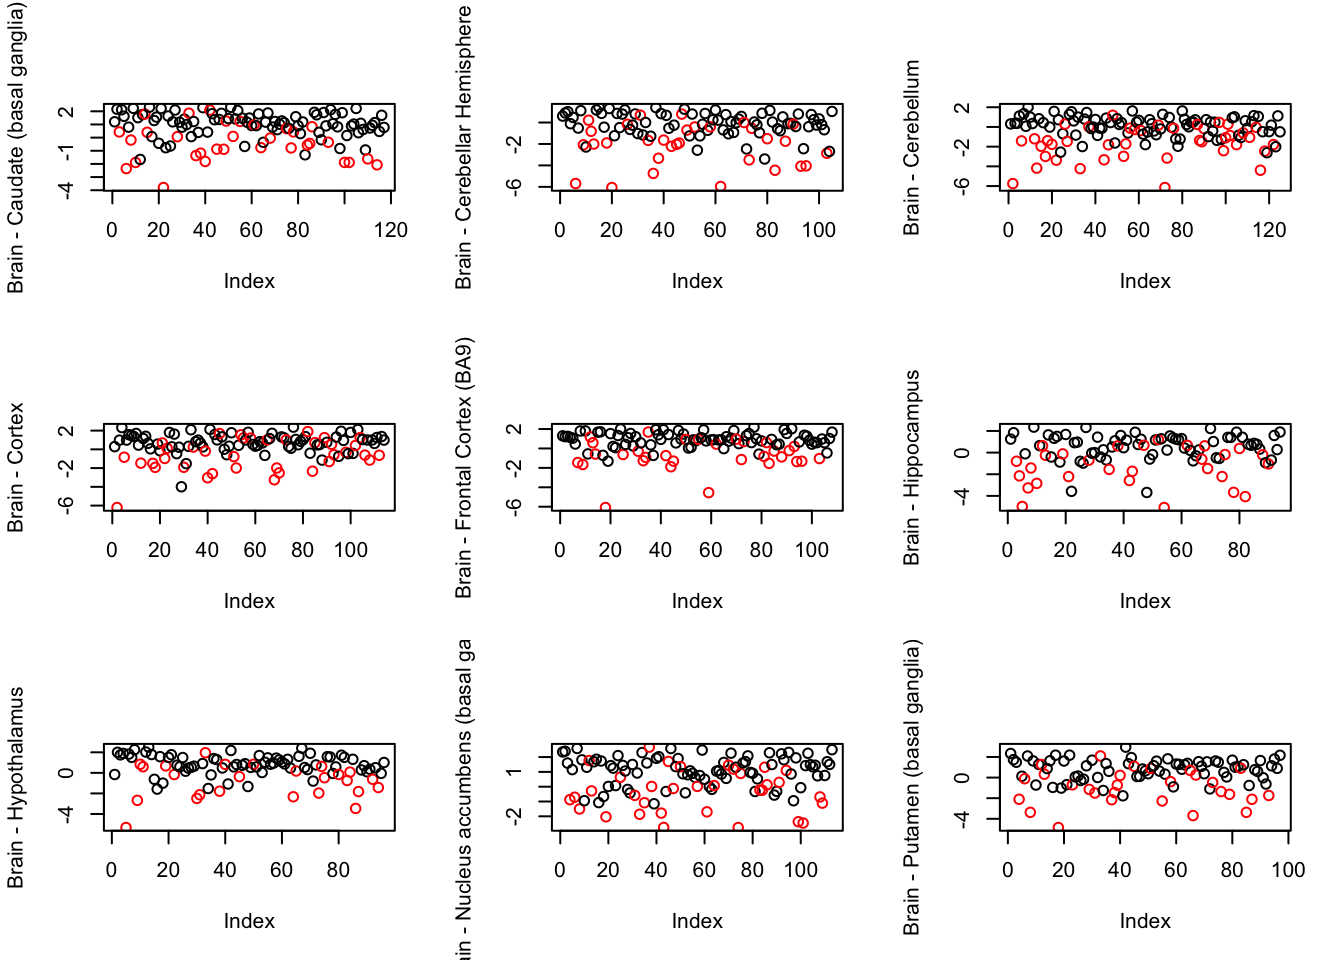 Brain - Caudate (basal ganglia)
2
-1
-4
0 20 40 60 80 120
Index
Brain - Cerebellar Hemisphere
-2
-6
0 20 40 60 80 100
Index
Brain - Cerebellum
2
-2
-6
0 20 40 60 80 120
Index
Brain - Cortex
2
-2
-6
0 20 40 60 80 100
Index
Brain - Frontal Cortex (BA9)
2
-2
-6
0 20 40 60 80 100
Index
Brain - Hippocampus
0
-4
0 20 40 60 80
Index
Brain - Hypothalamus
0
-4
0 20 40 60 80
Index
ain - Nucleus accumbens (basal ga
1
-2
0 20 40 60 80 100
Index
Brain - Putamen (basal ganglia)
0
-4
0 20 40 60 80 100
Index